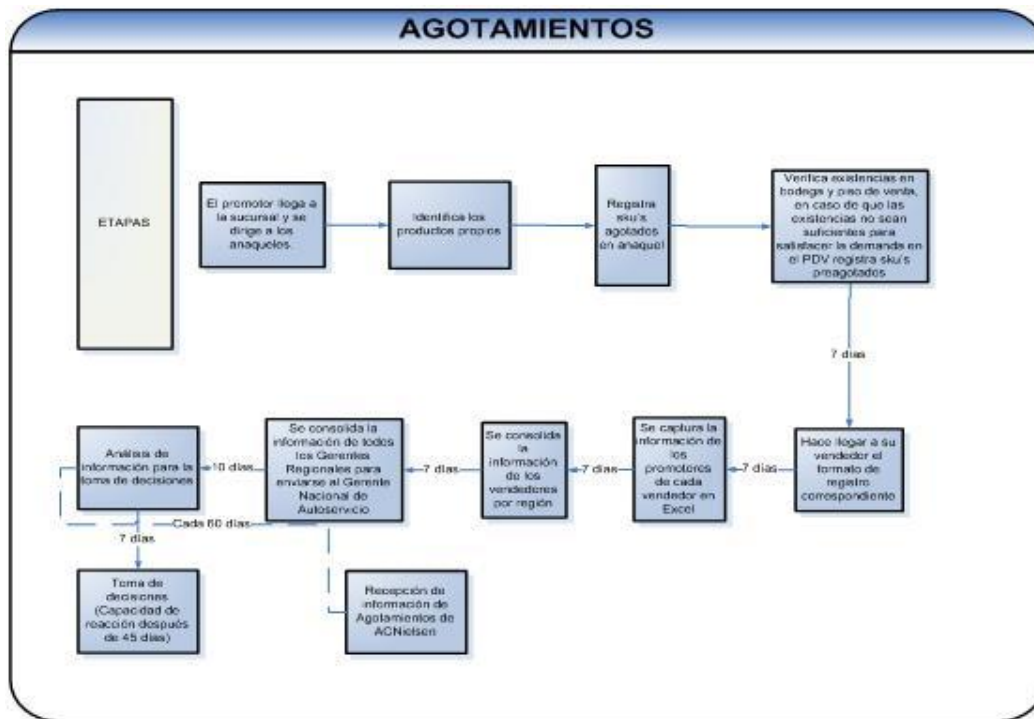 AGOTAMIENTOS
ETAPAS
El promotor llega a
la sucursal y se
dirige a los
anaqueles.
Identifica los
productos propios
Registra
sku's
agotados
en anaquel
Verifica existencias en
bodega y piso de venta,
en caso de que las
existencias no sean
suficientes para
satisfacer la demanda en
el PDV registra sku's
preagotados
7 días
Hace llegar a su
vendedor el
formato de
registro
correspondiente
7 días
Se captura la
información de
los
promotores
de cada
vendedor en
Excel
7 días
Se consolida
la
información
de los
vendedores
por región
7 días
Se consolida la
información de todos
los Gerentes
Regionales para
enviarse al Gerente
Nacional de
Autoservicio
10 días
Análisis de
información para la
toma de decisiones
Cada 60 días
7 días
Toma de
decisiones
(Capacidad de
reacción después
de 45 días)
Recepción de
información de
Agotamientos de
ACNielsen